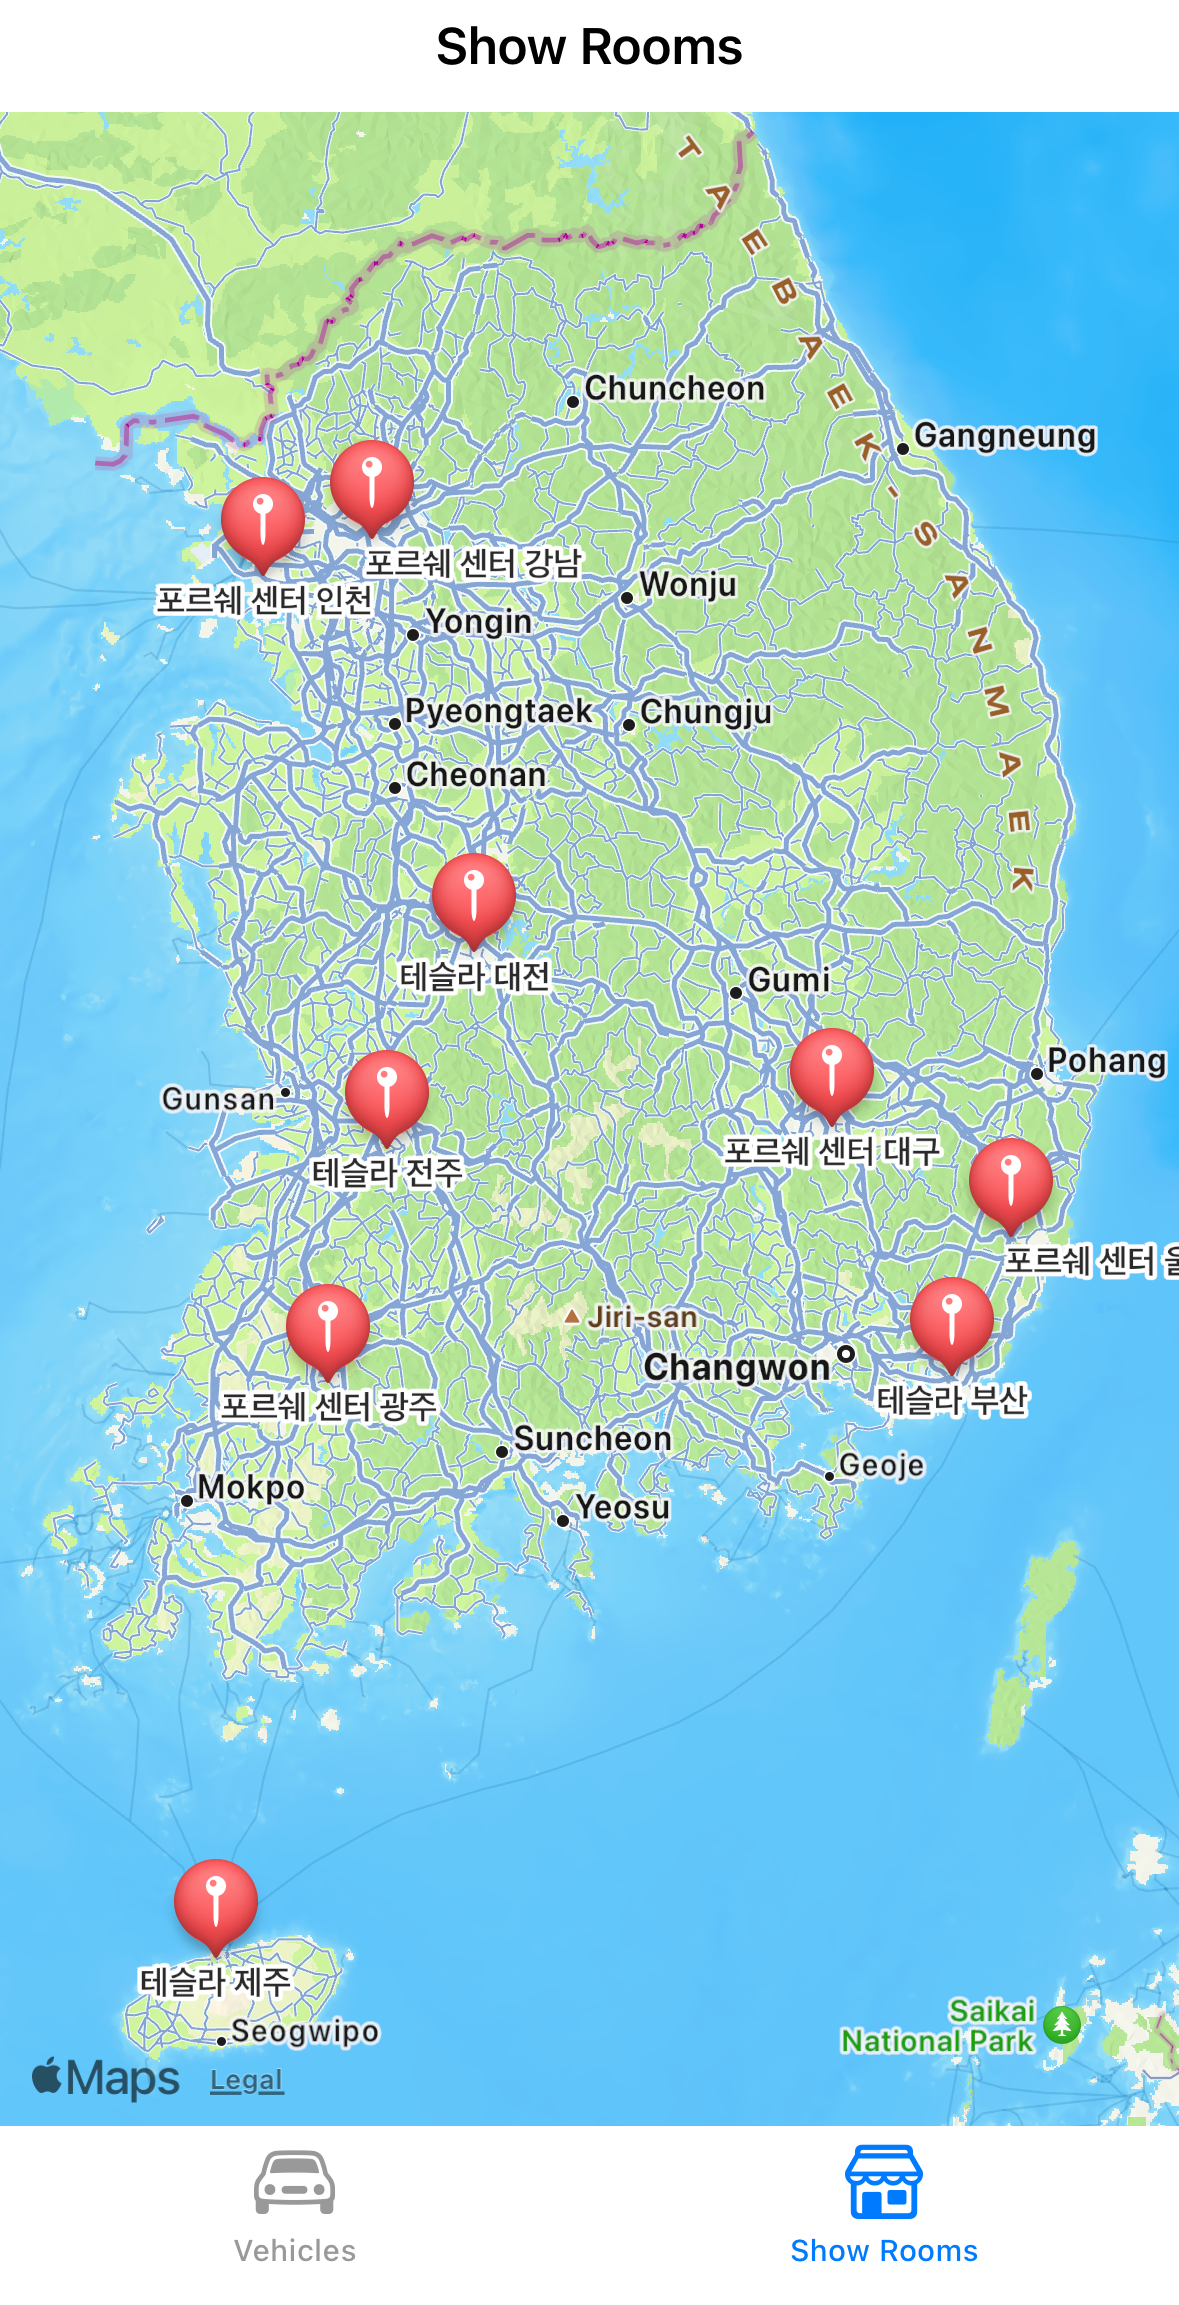 Show Rooms
TAEBAEK-SANMAEK
Chuncheon
Gangneung
포르쉐 센터 강남
포르쉐 센터 인천
Wonju
Yongin
Pyeongtaek
Chungju
Cheonan
테슬라 대전
Gumi
Pohang
Gunsan
포르쉐 센터 대구
테슬라 전주
포르쉐 센터
Jiri-san
Changwon
테슬라 부산
포르쉐 센터 광주
Suncheon
Geoje
Mokpo
Yeosu
테슬라 제주
Seogwipo
Saikai
National Park
Maps
Legal
Vehicles
Show Rooms